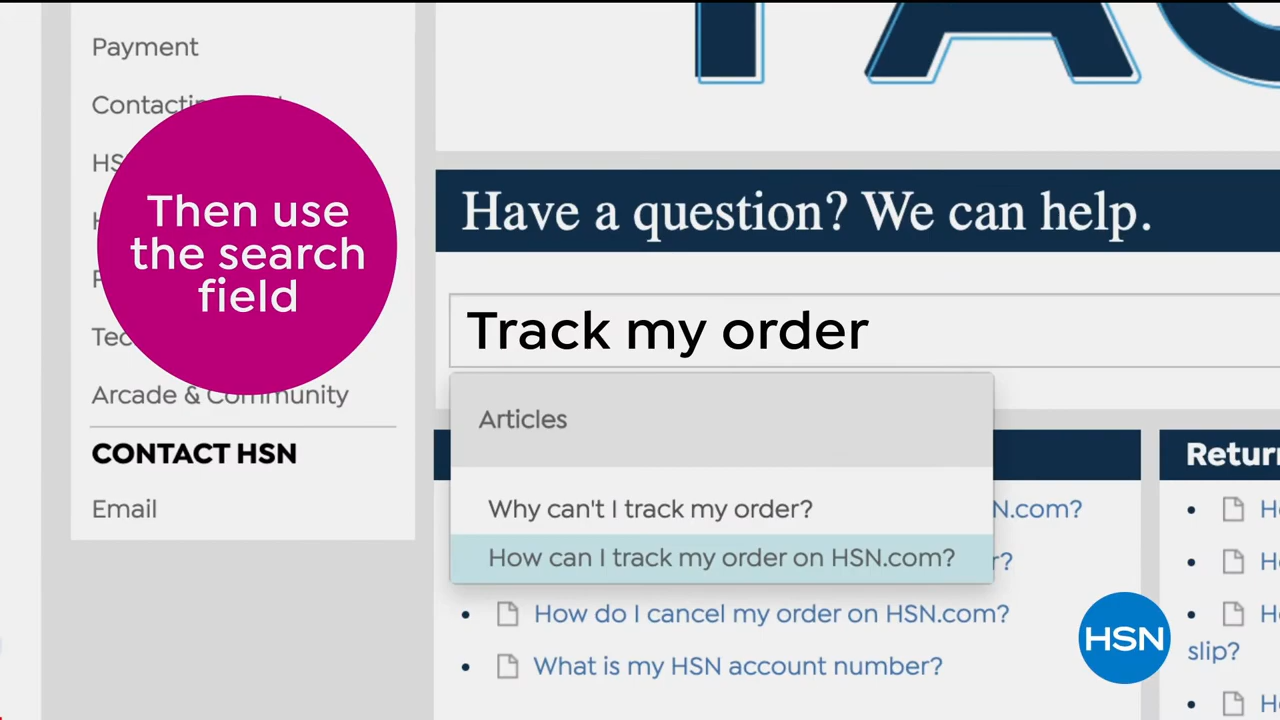 Payment
Then use
the search
field
Arcade & Community
CONTACT HSN
Email
Have a question? We can help.
Track my order
Articles
Why can't I track my order?
How can I track my order on HSN.com?
How do I cancel my order on HSN.com?
What is my HSN account number?
slip?
HSN